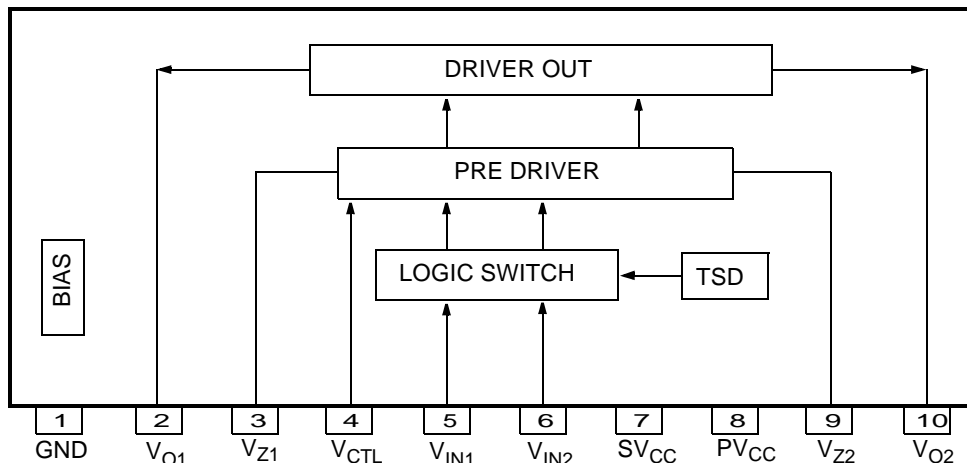 DRIVER OUT
PRE DRIVER
BIAS
LOGIC SWITCH
TSD
1 2 3 4 5 6 7 8 9 10
GND VO1 VZ1 VCTL VIN1 VIN2 SVCC PVCC VZ2 VO2